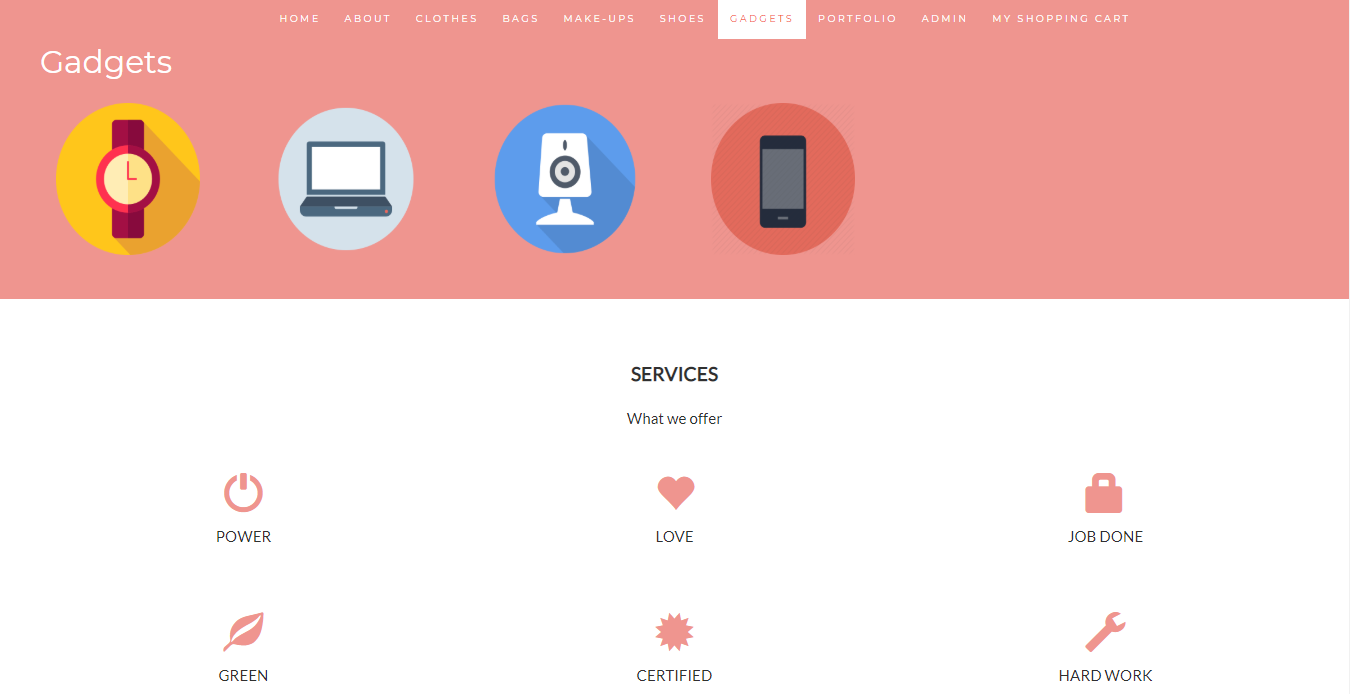 HOME ABOUT CLOTHES BAGS MAKE-UPS SHOES GADGETS PORTFOLIO ADMIN MY SHOPPING CART
Gadgets
SERVICES
What we offer
POWER LOVE JOB DONE
GREEN CERTIFIED HARD WORK